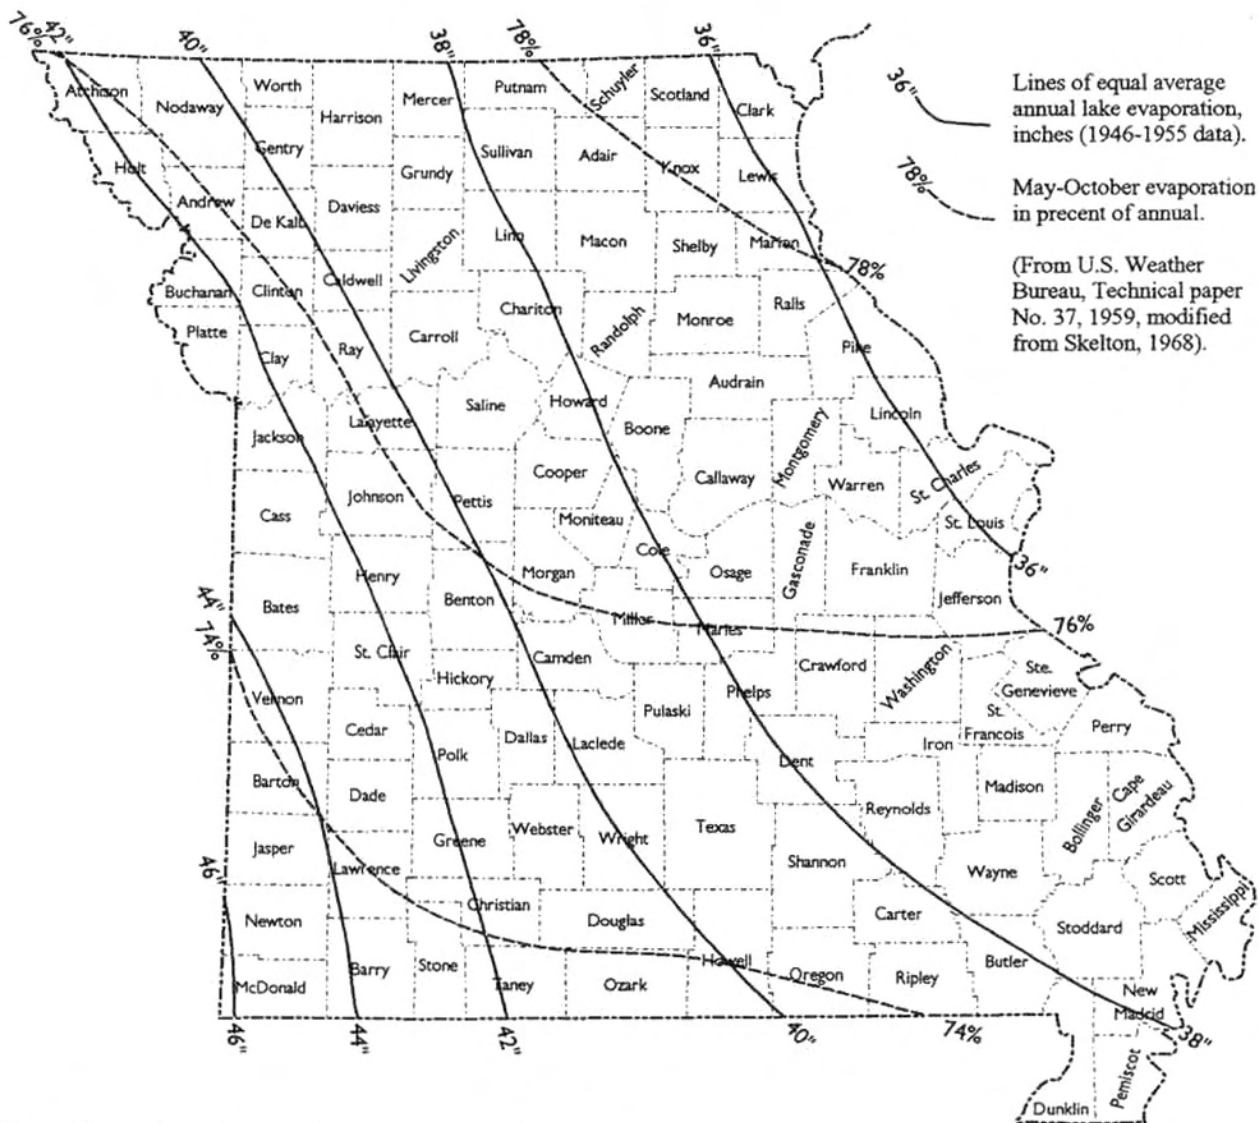 76%
42"
40"
38"
78%
36"
Atchison
Nodaway
Worth
Harrison
Mercer
Putnam
Schuyler
Scotland
Clark
36"
Lines of equal average
annual lake evaporation,
inches (1946-1955 data).
Holt
Gentry
Grundy
Sullivan
Adair
Knox
Lewis
78%
May-October evaporation
in precent of annual.
Andrew
De Kalb
Daviess
Livingston
Linn
Macon
Shelby
Marion
78%
(From U.S. Weather
Bureau, Technical paper
No. 37, 1959, modified
from Skelton, 1968).
Buchanan
Clinton
Caldwell
Chariton
Randolph
Monroe
Ralls
Platte
Clay
Ray
Carroll
Pike
Audrain
Jackson
Lafayette
Saline
Howard
Boone
Montgomery
Lincoln
Cass
Johnson
Pettis
Cooper
Callaway
Warren
St. Charles
Moniteau
St. Louis
Bates
Henry
Benton
Morgan
Cole
Osage
Gasconade
Franklin
Jefferson
36"
44"
74%
Miller
Maries
76%
Vernon
St. Clair
Hickory
Camden
Crawford
Washington
Ste.
Genevieve
Phelps
Pulaski
St.
Francois
Perry
Cedar
Polk
Dallas
Laclede
Iron
Barton
Dade
Dent
Madison
Cape
Girardeau
Jasper
Greene
Webster
Wright
Texas
Reynolds
Bollinger
46"
Lawrence
Shannon
Wayne
Scott
Mississippi
Newton
Christian
Douglas
Carter
Stoddard
McDonald
Barry
Stone
Taney
Ozark
Howell
Oregon
Ripley
Butler
New
Madrid
46"
44"
42"
40"
74%
38"
Pemiscot
Dunklin